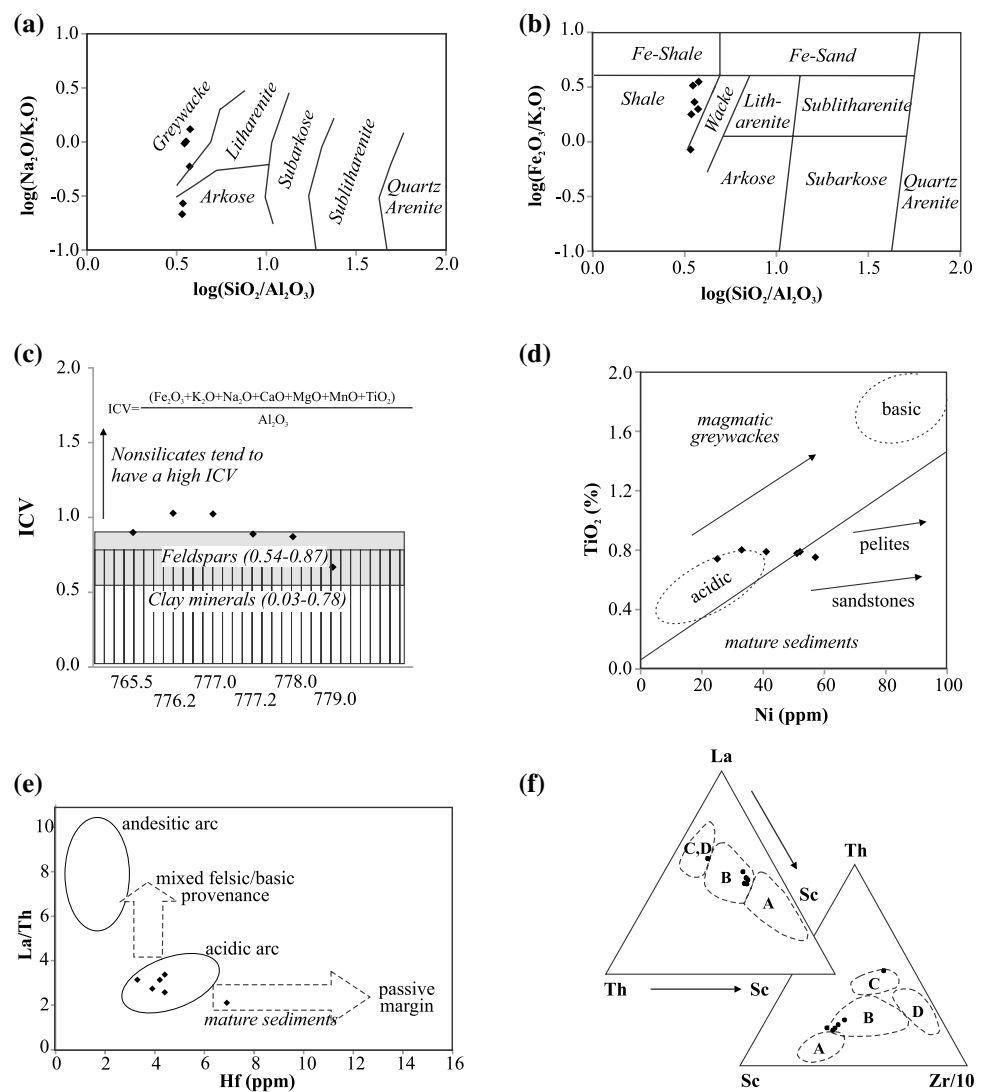 (a)
1.0
0.5
0.0
-0.5
-1.0
log(Na₂O/K₂O)
Greywacke
Litharenite
Subarkose
Sublitharenite
Arkose
Quartz
Arenite
0.0 0.5 1.0 1.5 2.0
log(SiO₂/Al₂O₃)
(b)
1.0
0.5
0.0
-0.5
-1.0
log(Fe₂O₃/K₂O)
Fe-Shale Fe-Sand
Shale
Wacke
Lith-
arenite
Sublitharenite
Arkose
Subarkose
Quartz
Arenite
0.0 0.5 1.0 1.5 2.0
log(SiO₂/Al₂O₃)
(c)
2.0
1.5
1.0
0.5
0.0
ICV
ICV= (Fe₂O₃+K₂O+Na₂O+CaO+MgO+MnO+TiO₂)
Al₂O₃
Nonsilicates tend to
have a high ICV
Feldspars (0.54-0.87)
Clay minerals (0.03-0.78)
765.5 777.0 778.0
776.2 777.2 779.0
(d)
2.0
1.6
1.2
0.8
0.4
0.0
TiO₂ (%)
basic
magmatic
greywackes
pelites
acidic
sandstones
mature sediments
0 20 40 60 80 100
Ni (ppm)
(e)
10
8
6
4
2
0
La/Th
andesitic arc
mixed felsic/basic
provenance
acidic arc
passive
margin
mature sediments
0 2 4 6 8 10 12 14 16
Hf (ppm)
(f)
La
C,D
B
A
Sc
Th Sc
Th
C
B
D
A
Sc Zr/10